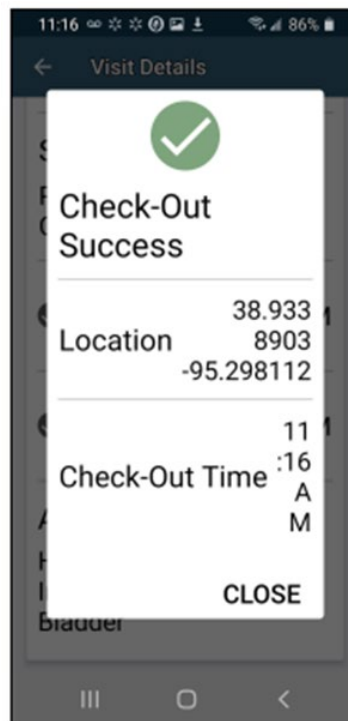 11:16
86%
Visit Details
Check-Out
Success
38.933
Location 8903
-95.298112
11
:16
Check-Out Time
A
M
CLOSE
Bladder